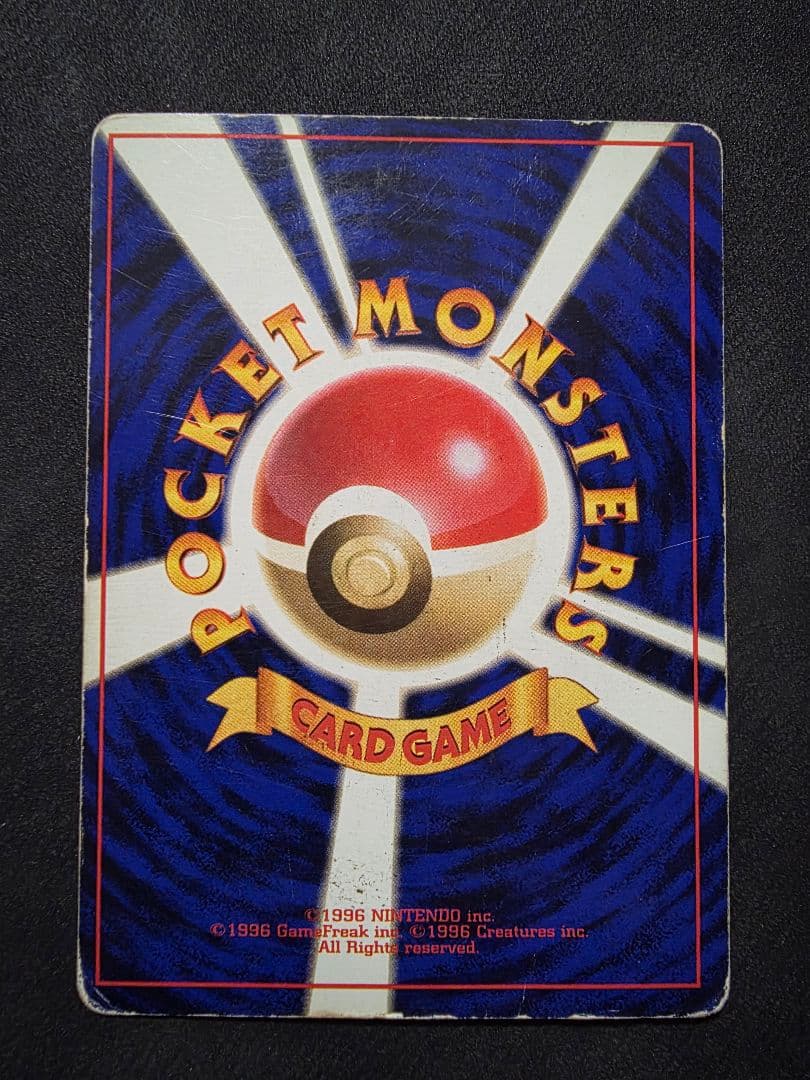 POCKET MONSTERS
CARD GAME
©1996 NINTENDO inc.
©1996 GameFreak inc. ©1996 Creatures inc.
All Rights reserved.